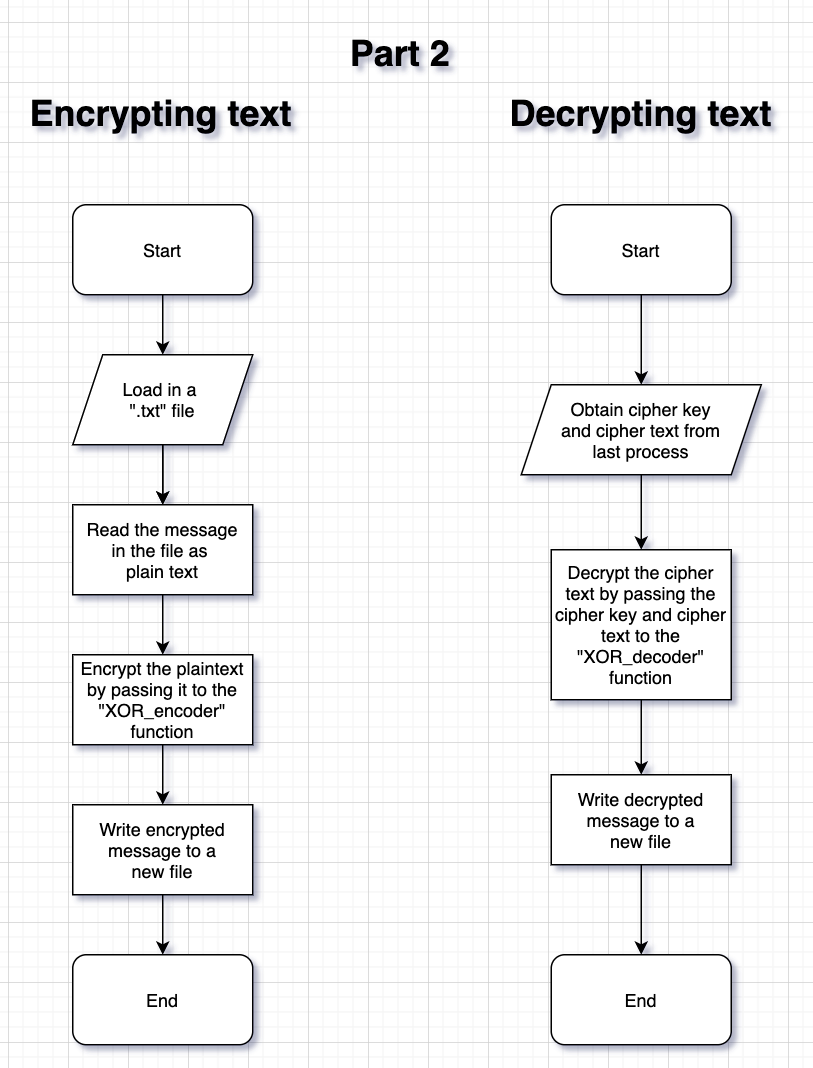 Part 2
Encrypting text
Start
Load in a
".txt" file
Read the message
in the file as
plain text
Encrypt the plaintext
by passing it to the
"XOR_encoder"
function
Write encrypted
message to a
new file
End
Decrypting text
Start
Obtain cipher key
and cipher text from
last process
Decrypt the cipher
text by passing the
cipher key and cipher
text to the
"XOR_decoder"
function
Write decrypted
message to a
new file
End